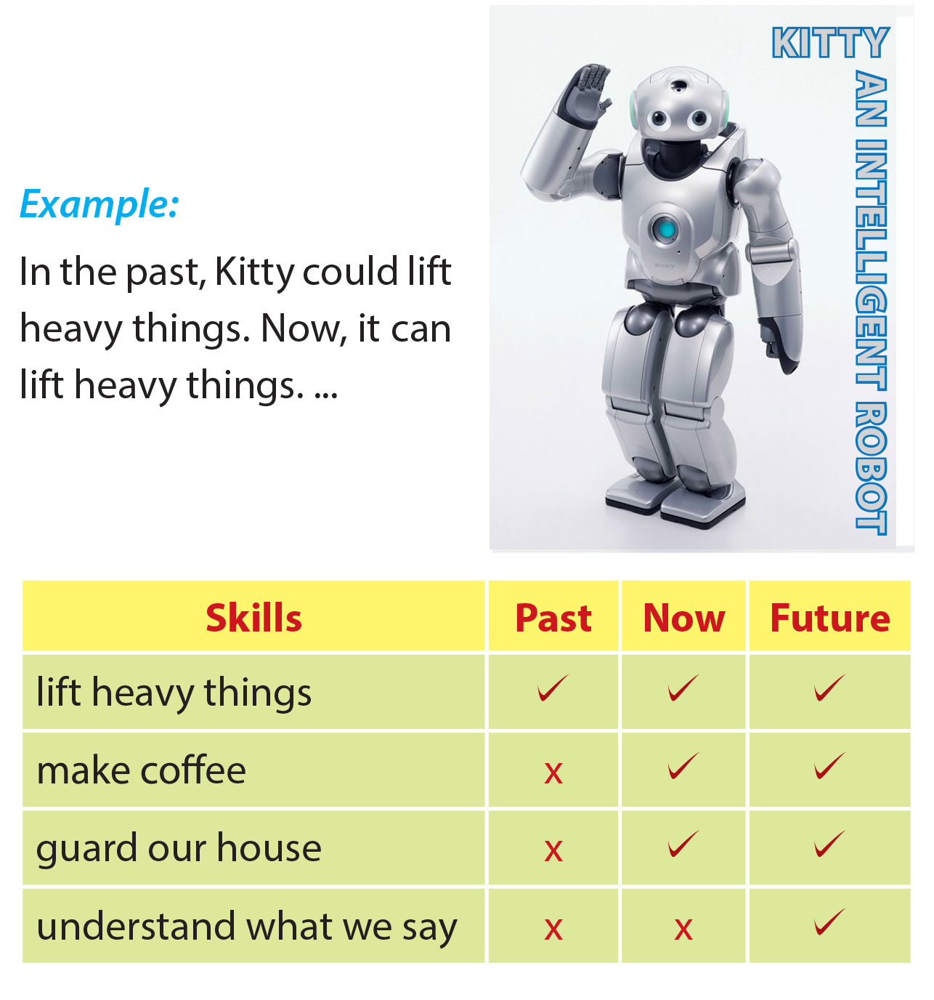 KITTY
AN INTELLIGENT ROBOT
Example:
In the past, Kitty could lift
heavy things. Now, it can
lift heavy things. ...
SONY
Skills Past Now Future
lift heavy things ✓ ✓ ✓
make coffee x ✓ ✓
guard our house x ✓ ✓
understand what we say x x ✓